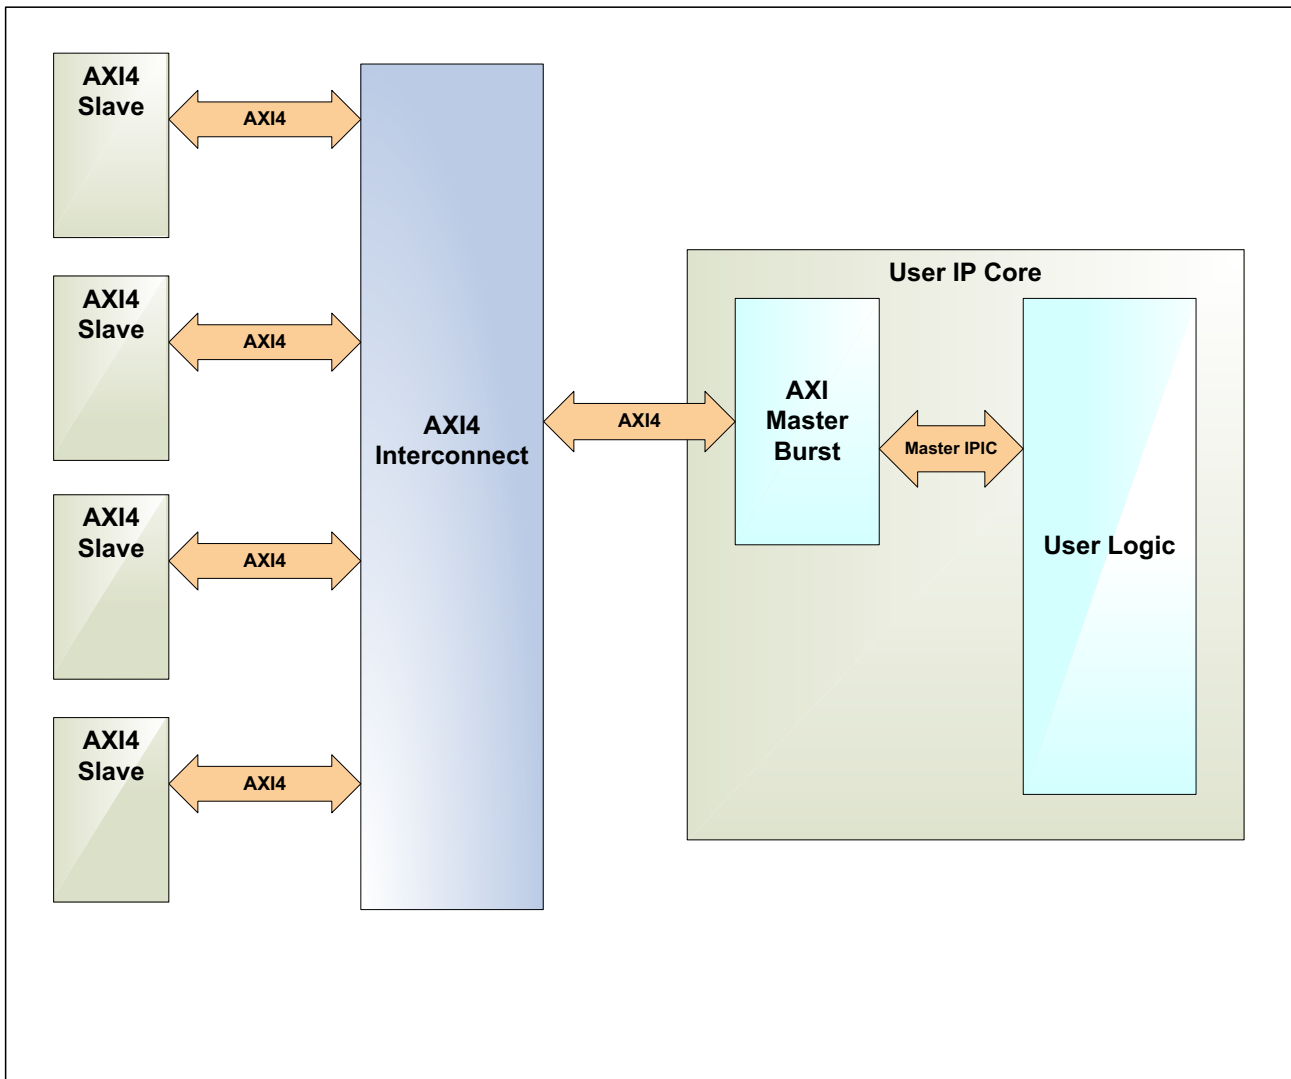 AXI4
Slave
AXI4
AXI4
Slave
AXI4
AXI4
Slave
AXI4
AXI4
Slave
AXI4
AXI4
Interconnect
AXI4
User IP Core
AXI
Master
Burst
Master IPIC
User Logic